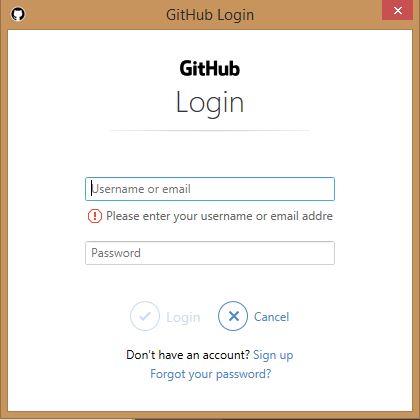 GitHub Login
GitHub
Login
Username or email
Please enter your username or email addre
Password
Login Cancel
Don't have an account? Sign up
Forgot your password?